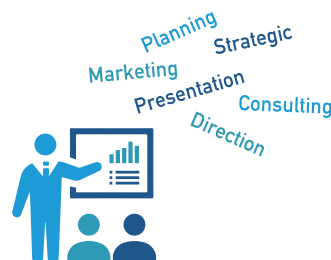 Planning
Strategic
Marketing
Presentation
Consulting
Direction